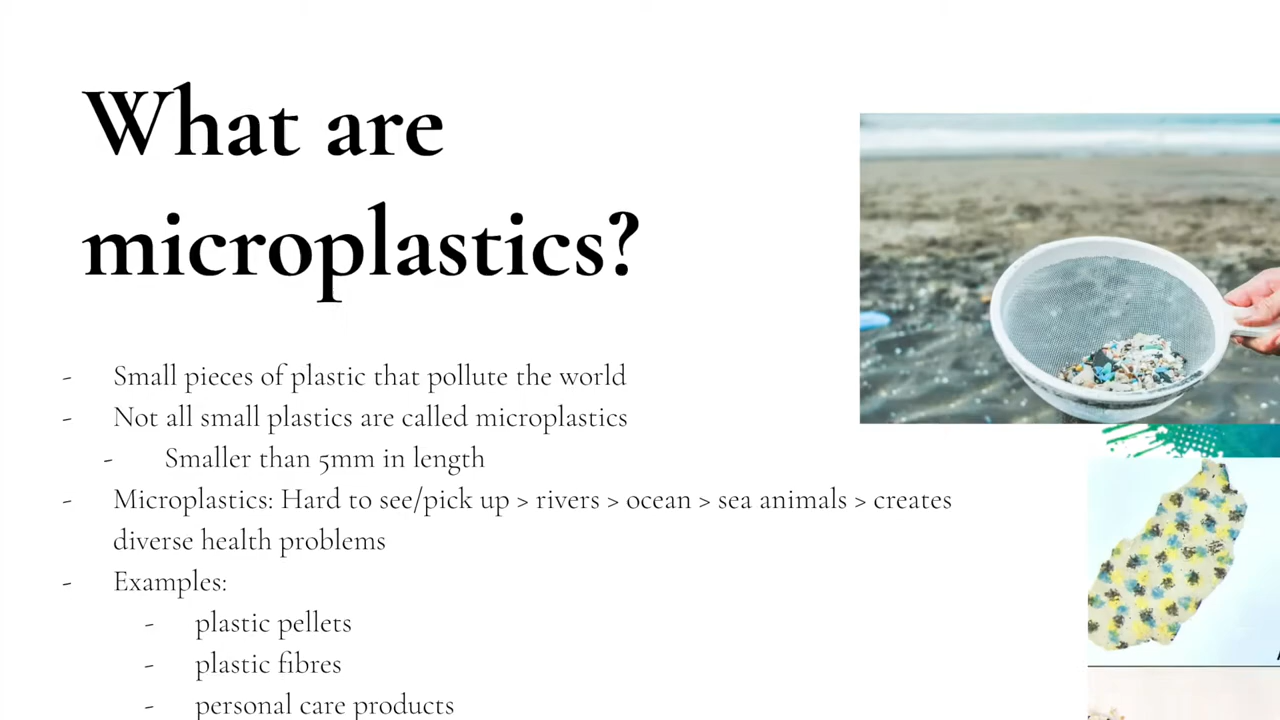 What are
microplastics?
- Small pieces of plastic that pollute the world
- Not all small plastics are called microplastics
- Smaller than 5mm in length
- Microplastics: Hard to see/pick up > rivers > ocean > sea animals > creates
diverse health problems
- Examples:
- plastic pellets
- plastic fibres
- personal care products